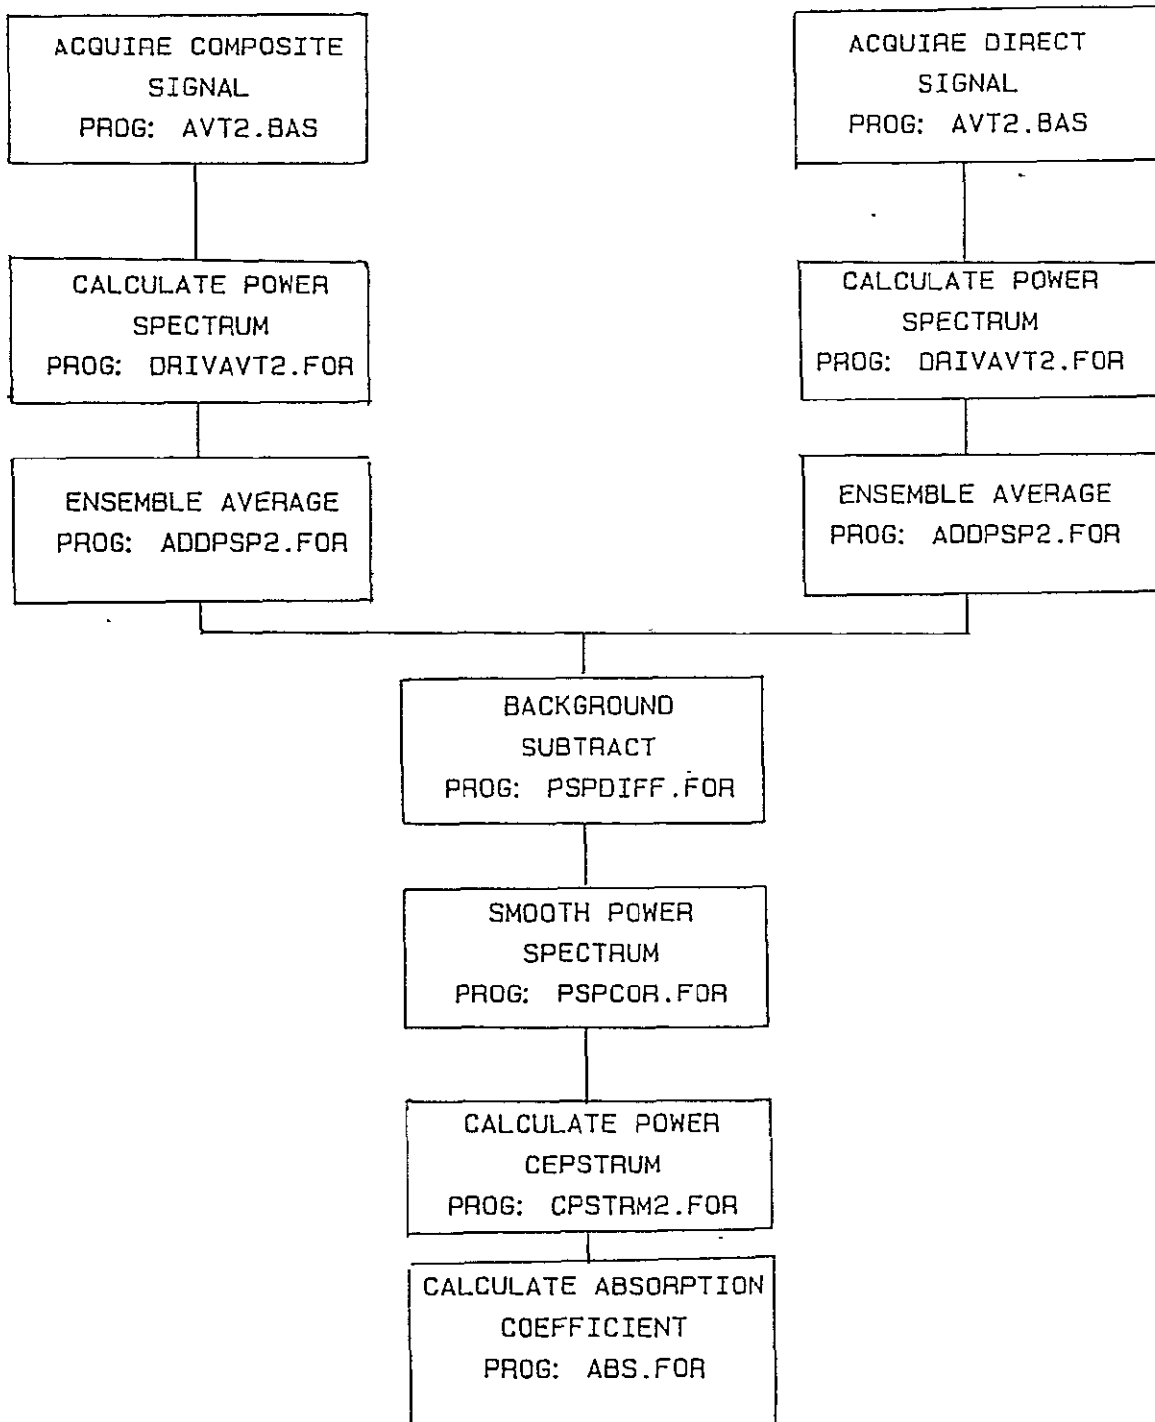 ACQUIRE COMPOSITE
SIGNAL
PROG: AVT2.BAS
ACQUIRE DIRECT
SIGNAL
PROG: AVT2.BAS
CALCULATE POWER
SPECTRUM
PROG: DRIVAVT2.FOR
CALCULATE POWER
SPECTRUM
PROG: DRIVAVT2.FOR
ENSEMBLE AVERAGE
PROG: ADDPSP2.FOR
ENSEMBLE AVERAGE
PROG: ADDPSP2.FOR
BACKGROUND
SUBTRACT
PROG: PSPDIFF.FOR
SMOOTH POWER
SPECTRUM
PROG: PSPCOR.FOR
CALCULATE POWER
CEPSTRUM
PROG: CPSTRM2.FOR
CALCULATE ABSORPTION
COEFFICIENT
PROG: ABS.FOR